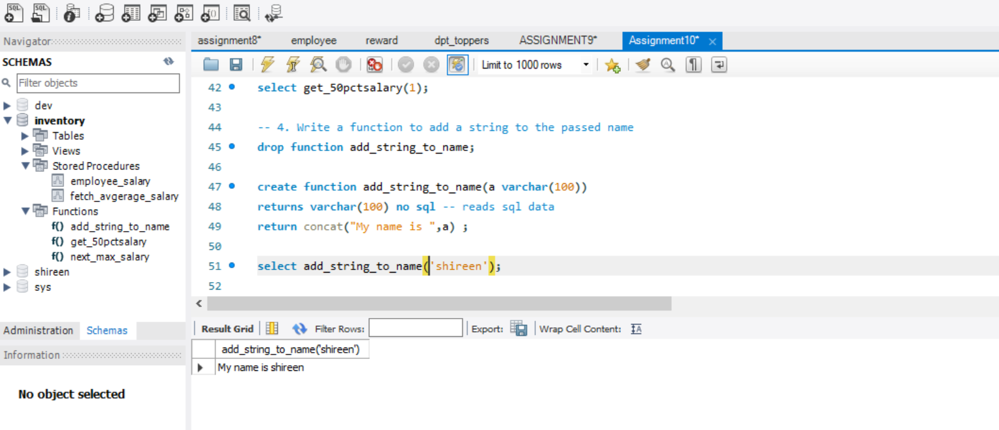 SQL SQL
Navigator
SCHEMAS
Filter objects
dev
inventory
Tables
Views
Stored Procedures
employee_salary
fetch_avgerage_salary
Functions
f() add_string_to_name
f() get_50pctsalary
f() next_max_salary
shireen
sys
Administration Schemas
Information
No object selected
assignment8* employee reward dpt_toppers ASSIGNMENT9* Assignment10*
Limit to 1000 rows
42 select get_50pctsalary(1);
43
44 -- 4. Write a function to add a string to the passed name
45 drop function add_string_to_name;
46
47 create function add_string_to_name(a varchar(100))
48 returns varchar(100) no sql -- reads sql data
49 return concat("My name is ",a) ;
50
51 select add_string_to_name('shireen');
52
Result Grid Filter Rows: Export: Wrap Cell Content:
add_string_to_name('shireen')
My name is shireen